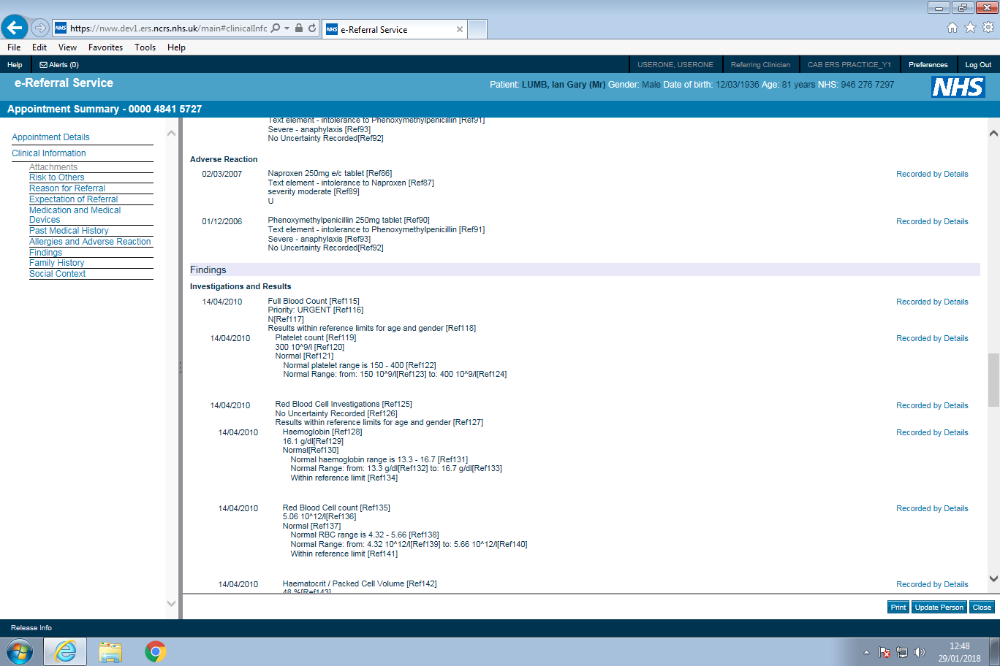 https://nww.dev1.ers.ncrs.nhs.uk/main#clinicalInfc
NHS e-Referral Service
File Edit View Favorites Tools Help
Help Alerts (0) USERONE, USERONE Referring Clinician CAB ERS PRACTICE_Y1 Preferences Log Out
e-Referral Service
Patient: LUMB, Ian Gary (Mr) Gender: Male Date of birth: 12/03/1936 Age: 81 years NHS: 946 276 7297
NHS
Appointment Summary - 0000 4841 5727
Appointment Details
Clinical Information
Attachments
Risk to Others
Reason for Referral
Expectation of Referral
Medication and Medical
Devices
Past Medical History
Allergies and Adverse Reaction
Findings
Family History
Social Context
Text element - intolerance to Phenoxymethylpenicillin [Ref91]
Severe - anaphylaxis [Ref93]
No Uncertainty Recorded[Ref92]
Adverse Reaction
02/03/2007 Naproxen 250mg e/c tablet [Ref86] Recorded by Details
Text element - intolerance to Naproxen [Ref87]
severity moderate [Ref89]
U
01/12/2006 Phenoxymethylpenicillin 250mg tablet [Ref90] Recorded by Details
Text element - intolerance to Phenoxymethylpenicillin [Ref91]
Severe - anaphylaxis [Ref93]
No Uncertainty Recorded[Ref92]
Findings
Investigations and Results
14/04/2010 Full Blood Count [Ref115] Recorded by Details
Priority: URGENT [Ref116]
N[Ref117]
Results within reference limits for age and gender [Ref118]
14/04/2010 Platelet count [Ref119] Recorded by Details
300 10^9/l [Ref120]
Normal [Ref121]
Normal platelet range is 150 - 400 [Ref122]
Normal Range: from: 150 10^9/l[Ref123] to: 400 10^9/l[Ref124]
14/04/2010 Red Blood Cell Investigations [Ref125] Recorded by Details
No Uncertainty Recorded [Ref126]
Results within reference limits for age and gender [Ref127]
14/04/2010 Haemoglobin [Ref128] Recorded by Details
16.1 g/dl[Ref129]
Normal[Ref130]
Normal haemoglobin range is 13.3 - 16.7 [Ref131]
Normal Range: from: 13.3 g/dl[Ref132] to: 16.7 g/dl[Ref133]
Within reference limit [Ref134]
14/04/2010 Red Blood Cell count [Ref135] Recorded by Details
5.06 10^12/l[Ref136]
Normal [Ref137]
Normal RBC range is 4.32 - 5.66 [Ref138]
Normal Range: from: 4.32 10^12/l[Ref139] to: 5.66 10^12/l[Ref140]
Within reference limit [Ref141]
14/04/2010 Haematocrit / Packed Cell Volume [Ref142] Recorded by Details
48 %[Ref143]
Print Update Person Close
Release Info
12:48
29/01/2018